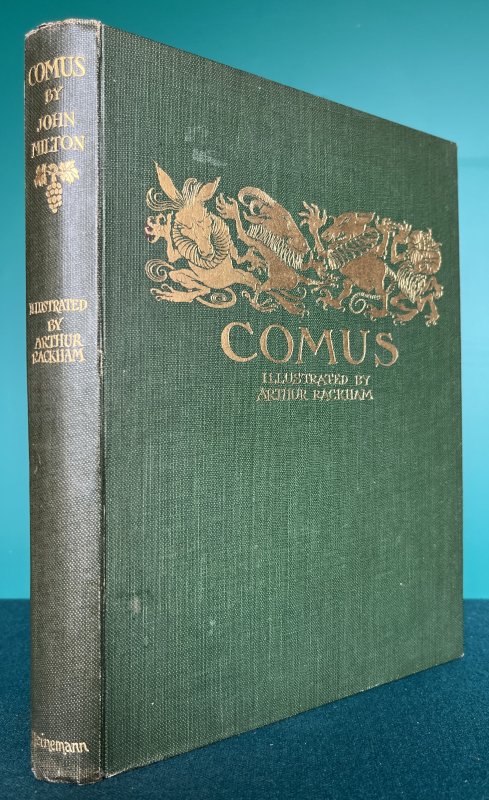 COMUS
BY
JOHN
MILTON
ILLUSTRATED
BY
ARTHUR
RACKHAM
Heinemann
COMUS
ILLUSTRATED BY
ARTHUR RACKHAM